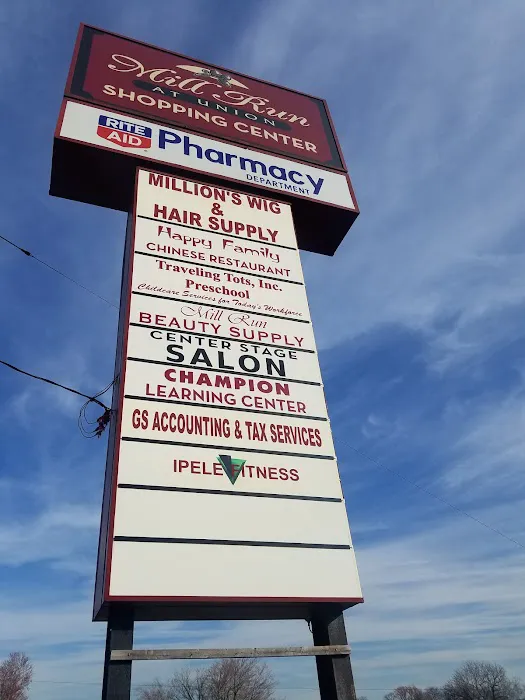 Mill Run
AT UNION
SHOPPING CENTER
RITE AID
Pharmacy
DEPARTMENT
MILLION'S WIG
&
HAIR SUPPLY
Happy Family
CHINESE RESTAURANT
Traveling Tots, Inc.
Preschool
Childcare Services for Today's Workforce
Mill Run
BEAUTY SUPPLY
CENTER STAGE
SALON
CHAMPION
LEARNING CENTER
GS ACCOUNTING & TAX SERVICES
IPELE FITNESS